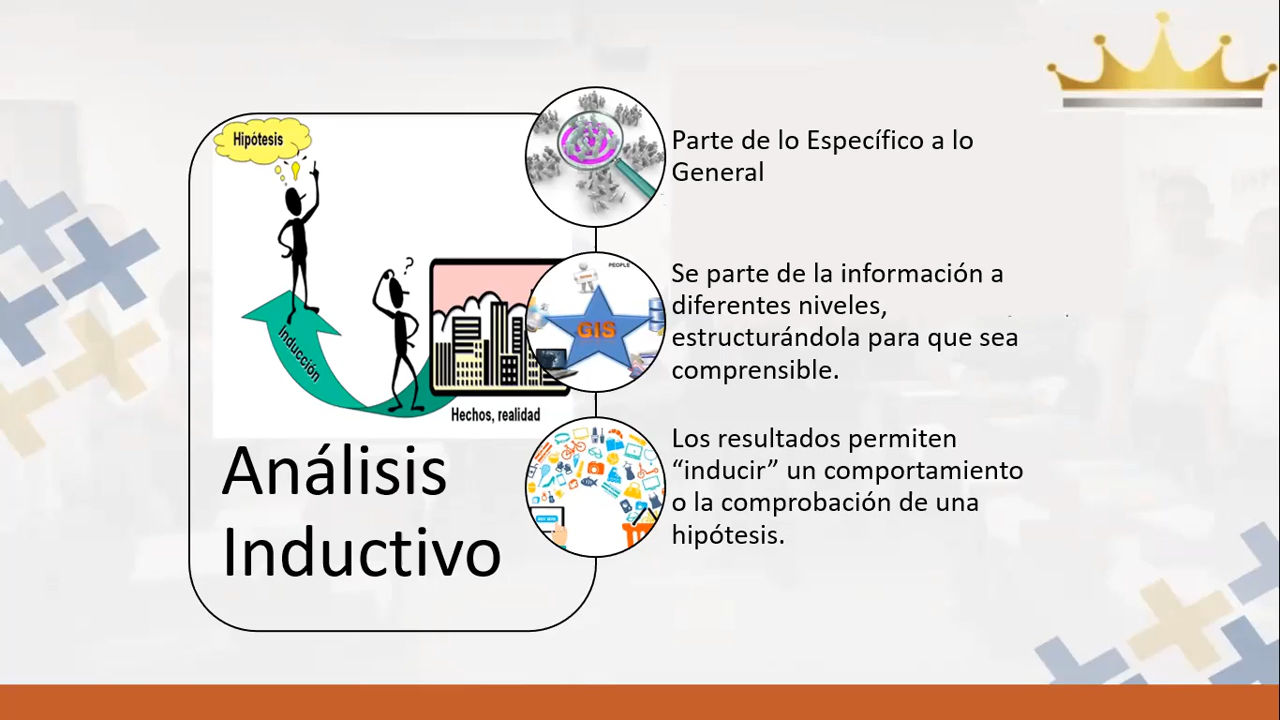 Hipótesis
?
Inducción
Hechos, realidad
Análisis
Inductivo
Parte de lo Específico a lo
General
PEOPLE
GIS
Se parte de la información a
diferentes niveles,
estructurándola para que sea
comprensible.
Los resultados permiten
“inducir” un comportamiento
o la comprobación de una
hipótesis.